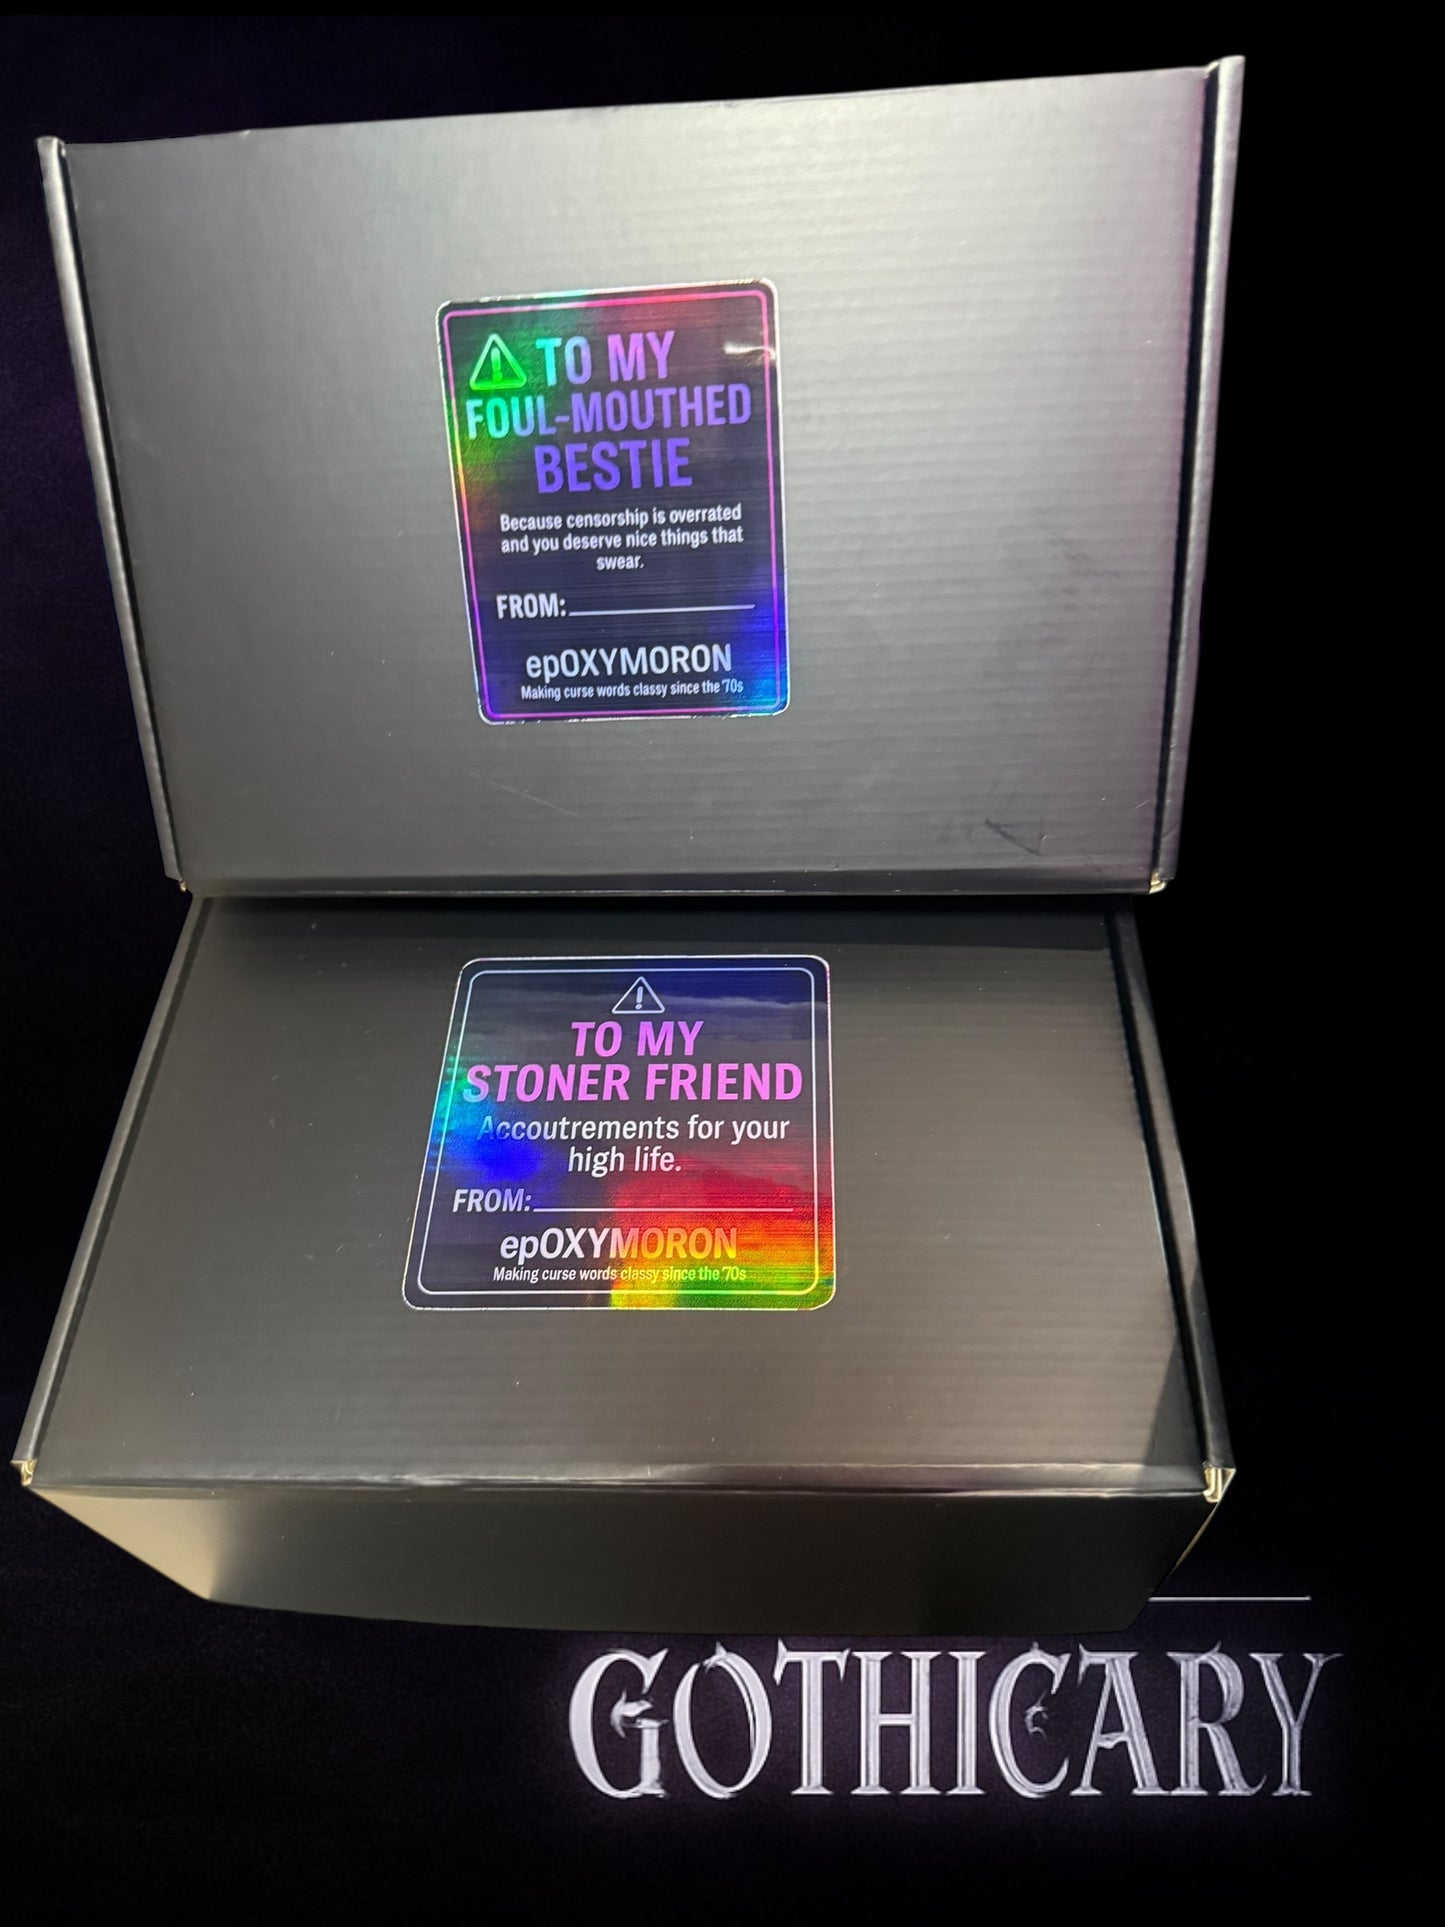 TO MY
FOUL-MOUTHED
BESTIE
Because censorship is overrated
and you deserve nice things that
swear.
FROM:
epOXYMORON
Making curse words classy since the '70s
TO MY
STONER FRIEND
Accoutrements for your
high life.
FROM:
epOXYMORON
Making curse words classy since the '70s
GOTHICARY